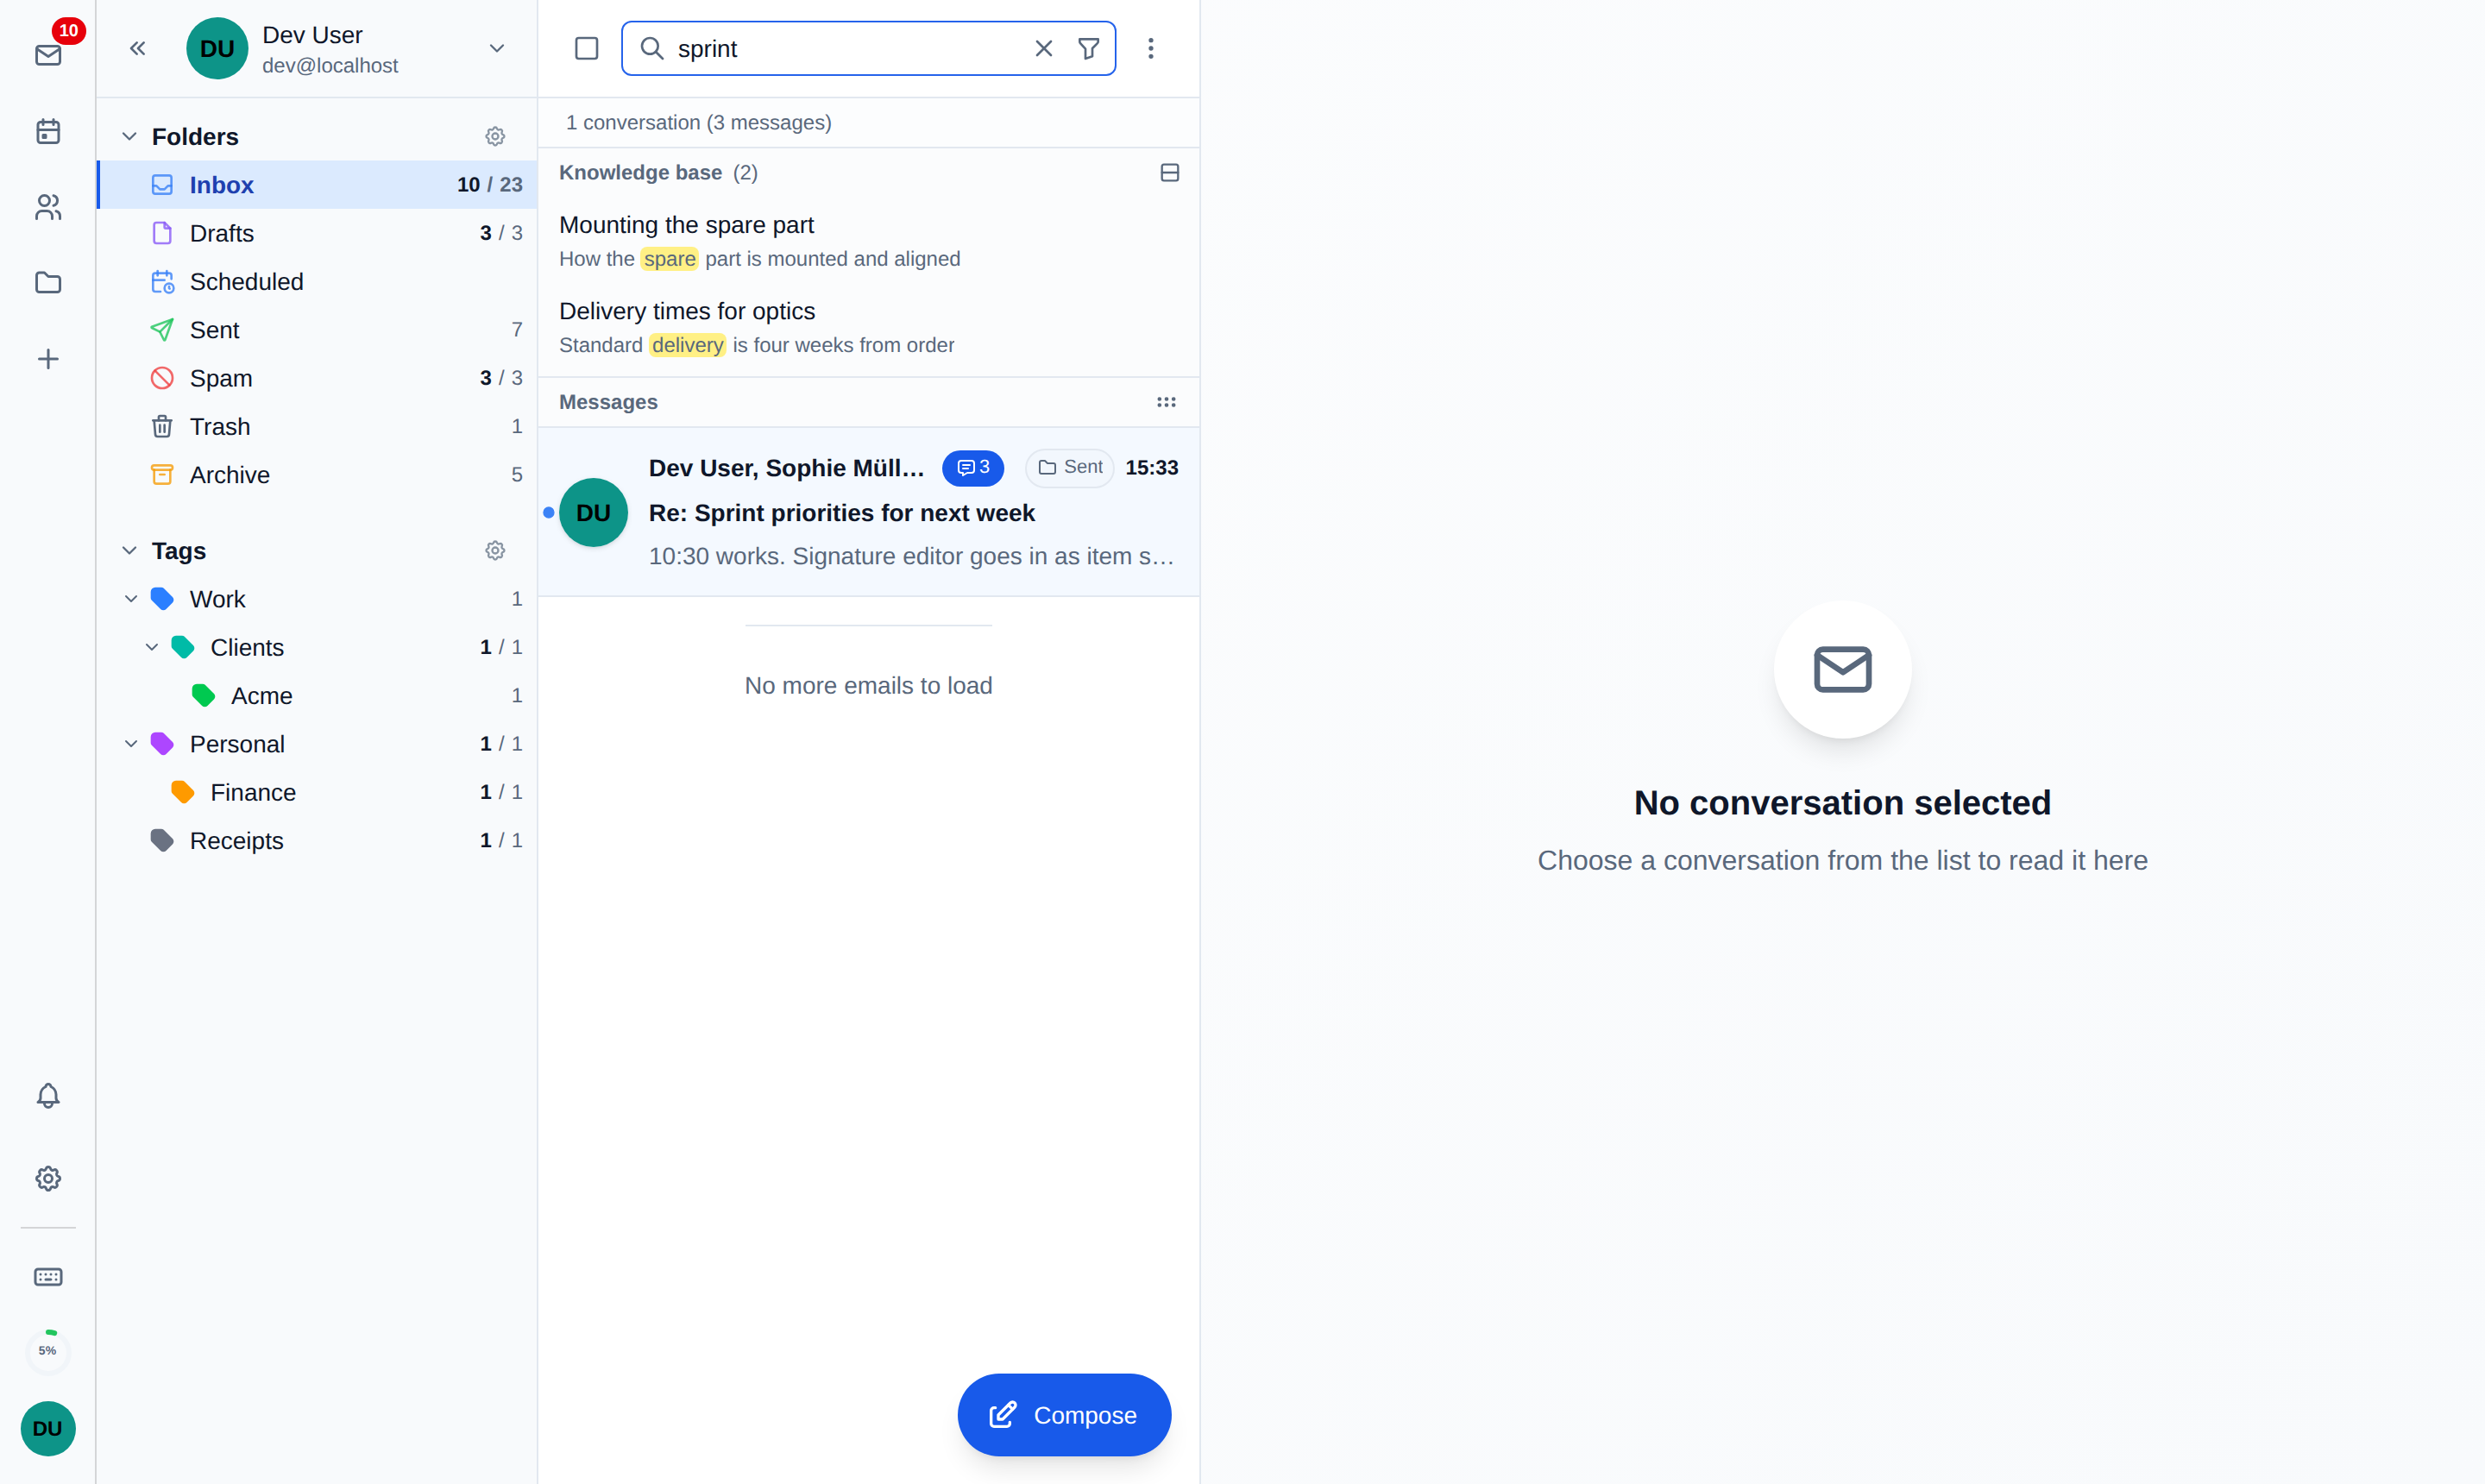 10
DU
Dev User
dev@localhost
Folders
Inbox 10 / 23
Drafts 3 / 3
Scheduled
Sent 7
Spam 3 / 3
Trash 1
Archive 5
Tags
Work 1
Clients 1 / 1
Acme 1
Personal 1 / 1
Finance 1 / 1
Receipts 1 / 1
5%
DU
sprint
1 conversation (3 messages)
Knowledge base (2)
Mounting the spare part
How the spare part is mounted and aligned
Delivery times for optics
Standard delivery is four weeks from order
Messages
DU
Dev User, Sophie Müll… 3 Sent 15:33
Re: Sprint priorities for next week
10:30 works. Signature editor goes in as item s…
No more emails to load
Compose
No conversation selected
Choose a conversation from the list to read it here